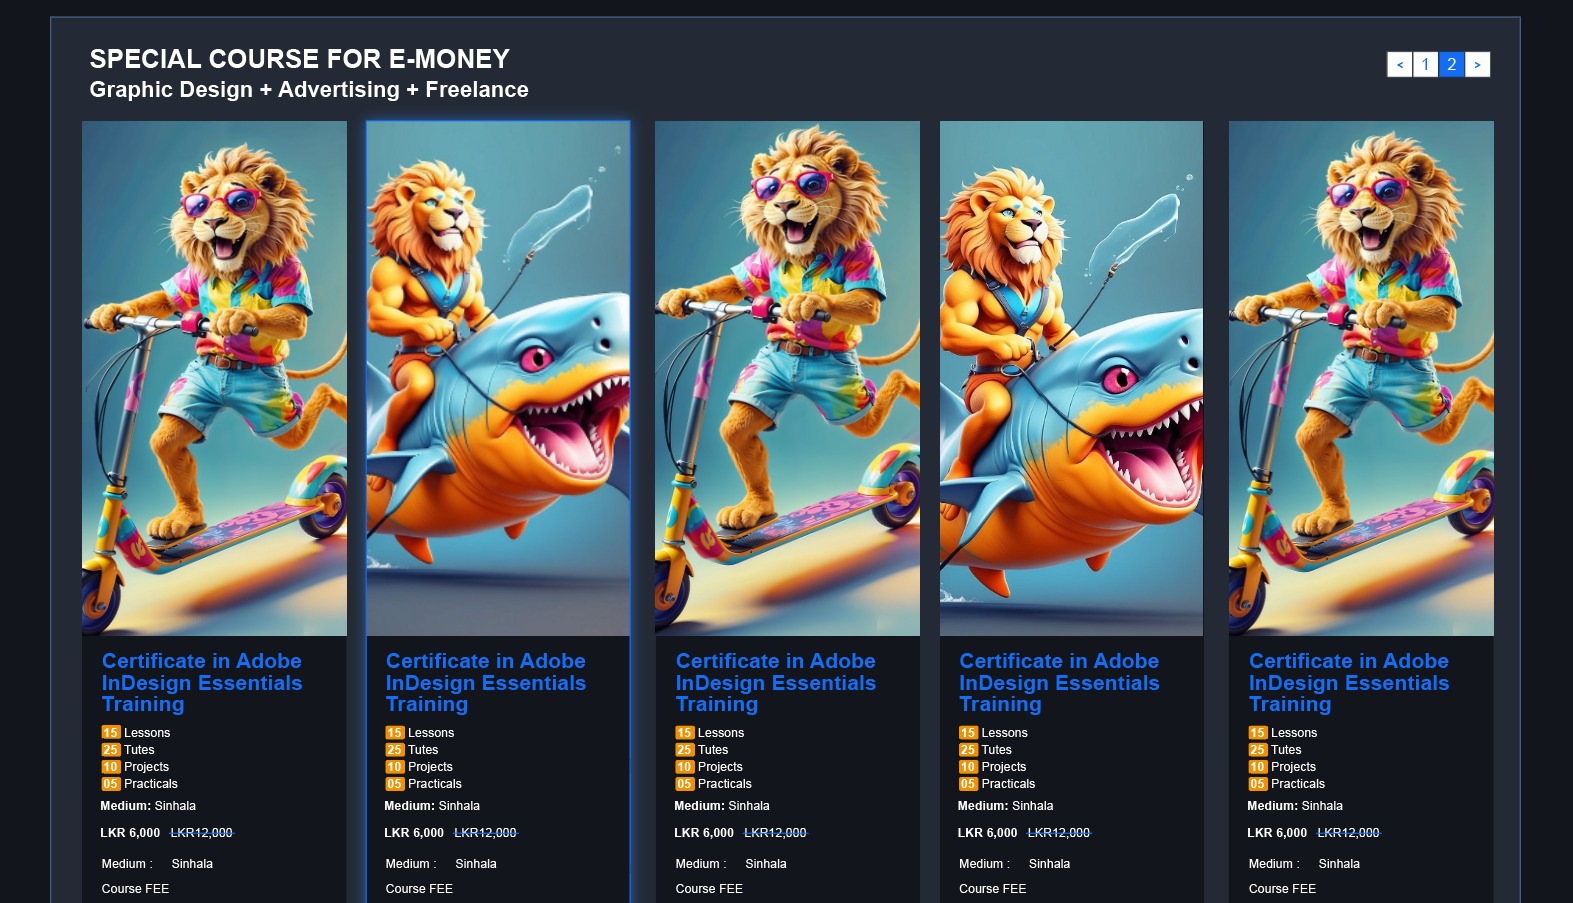 SPECIAL COURSE FOR E-MONEY
Graphic Design + Advertising + Freelance
< 1 2 >
Certificate in Adobe
InDesign Essentials
Training
15 Lessons
25 Tutes
10 Projects
05 Practicals
Medium: Sinhala
LKR 6,000 LKR12,000
Medium : Sinhala
Course FEE
Certificate in Adobe
InDesign Essentials
Training
15 Lessons
25 Tutes
10 Projects
05 Practicals
Medium: Sinhala
LKR 6,000 LKR12,000
Medium : Sinhala
Course FEE
Certificate in Adobe
InDesign Essentials
Training
15 Lessons
25 Tutes
10 Projects
05 Practicals
Medium: Sinhala
LKR 6,000 LKR12,000
Medium : Sinhala
Course FEE
Certificate in Adobe
InDesign Essentials
Training
15 Lessons
25 Tutes
10 Projects
05 Practicals
Medium: Sinhala
LKR 6,000 LKR12,000
Medium : Sinhala
Course FEE
Certificate in Adobe
InDesign Essentials
Training
15 Lessons
25 Tutes
10 Projects
05 Practicals
Medium: Sinhala
LKR 6,000 LKR12,000
Medium : Sinhala
Course FEE